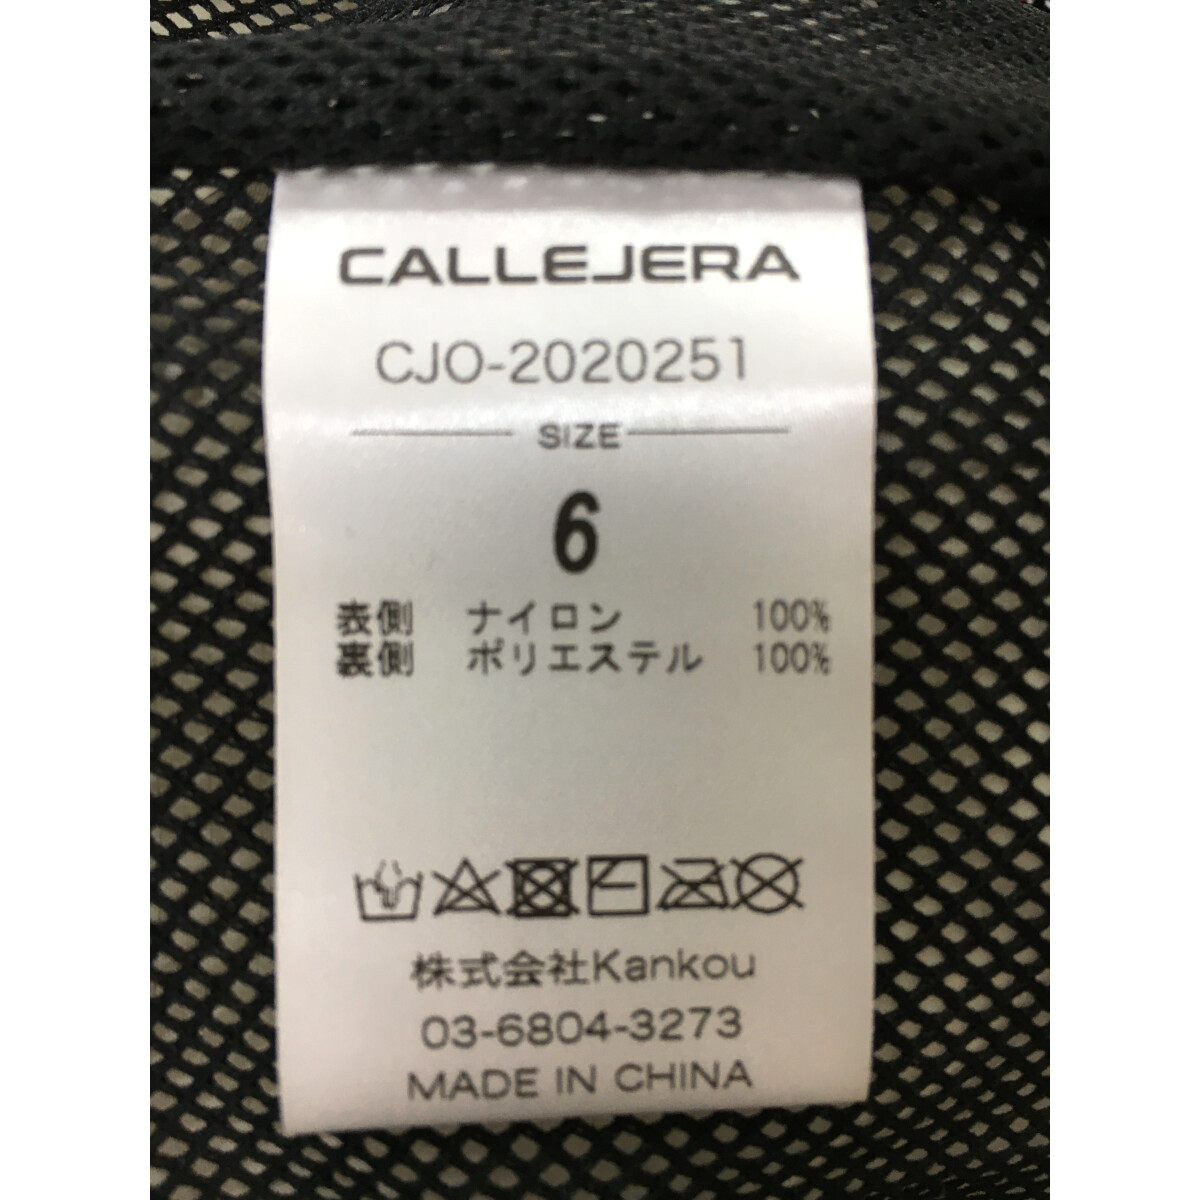 CALLEJERA
CJO-2020251
SIZE
6
表側 ナイロン 100%
裏側 ポリエステル 100%
株式会社Kankou
03-6804-3273
MADE IN CHINA